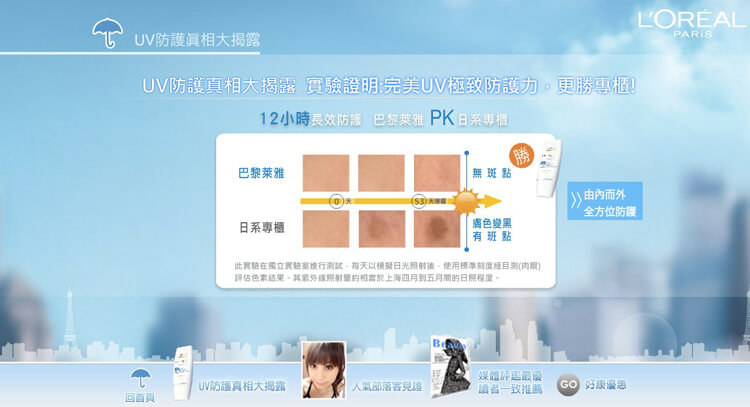 L'ORÉAL
PARIS
UV防護真相大揭露
UV防護真相大揭露 實驗證明:完美UV極致防護力,更勝專櫃!
12小時長效防護 巴黎萊雅 PK 日系專櫃
巴黎萊雅
無斑點
勝
0天
53天曝曬
日系專櫃
膚色變黑
有斑點
由內而外
全方位防護
此實驗在獨立實驗室進行測試,每天以模擬日光照射後,使用標準刻度經目測(肉眼)
評估色素結果。其紫外線照射量約相當於上海四月到五月間的日照程度。
回首頁
UV防護真相大揭露
人氣部落客見證
Beauty
媒體評鑑最優
讀者一致推薦
GO 好康優惠